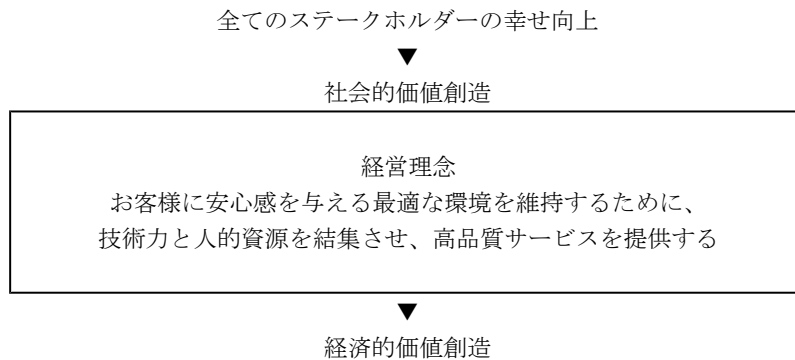 全てのステークホルダーの幸せ向上
▼
社会的価値創造
経営理念
お客様に安心感を与える最適な環境を維持するために、
技術力と人的資源を結集させ、高品質サービスを提供する
▼
経済的価値創造